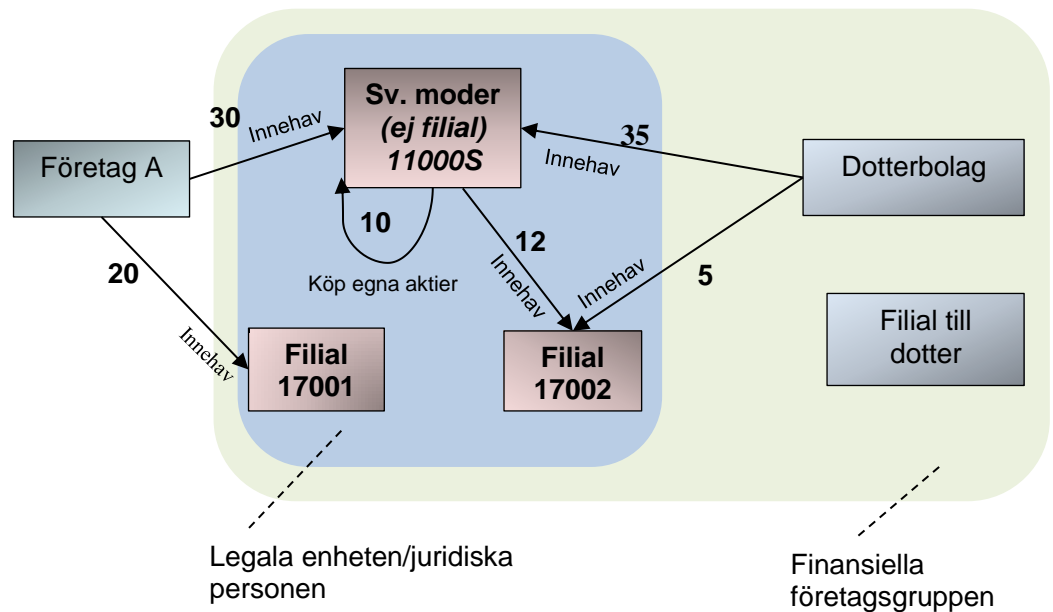 Sv. moder
(ej filial)
11000S
30
Innehav
35
Innehav
Företag A
Dotterbolag
10
12
20
Köp egna aktier
Innehav
Innehav
5
Innehav
Filial
17001
Filial
17002
Filial till
dotter
Legala enheten/juridiska
personen
Finansiella
företagsgruppen